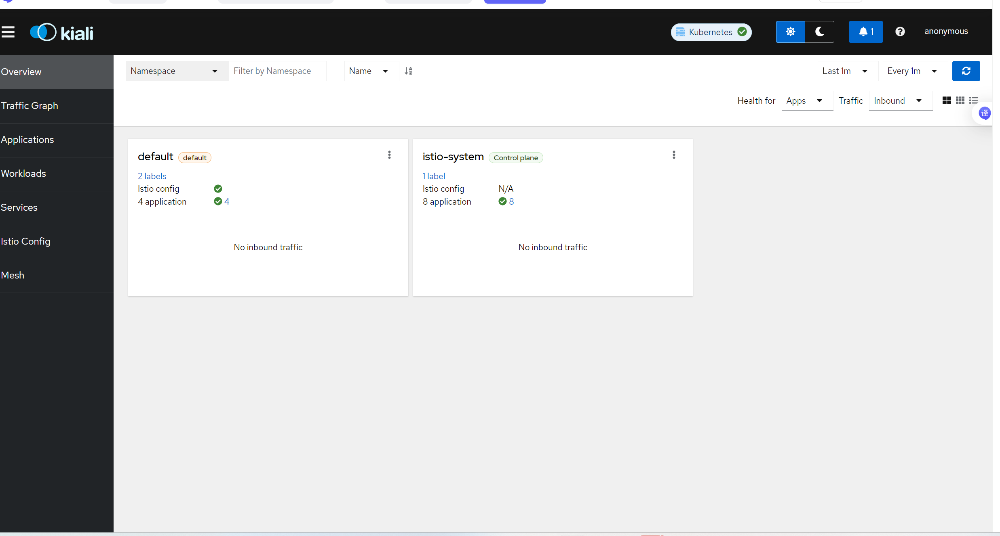 kiali
Kubernetes
1
anonymous
Overview
Traffic Graph
Applications
Workloads
Services
Istio Config
Mesh
Namespace
Filter by Namespace
Name
Last 1m
Every 1m
Health for
Apps
Traffic
Inbound
译
default default
2 labels
Istio config
4 application 4
No inbound traffic
istio-system Control plane
1 label
Istio config N/A
8 application 8
No inbound traffic